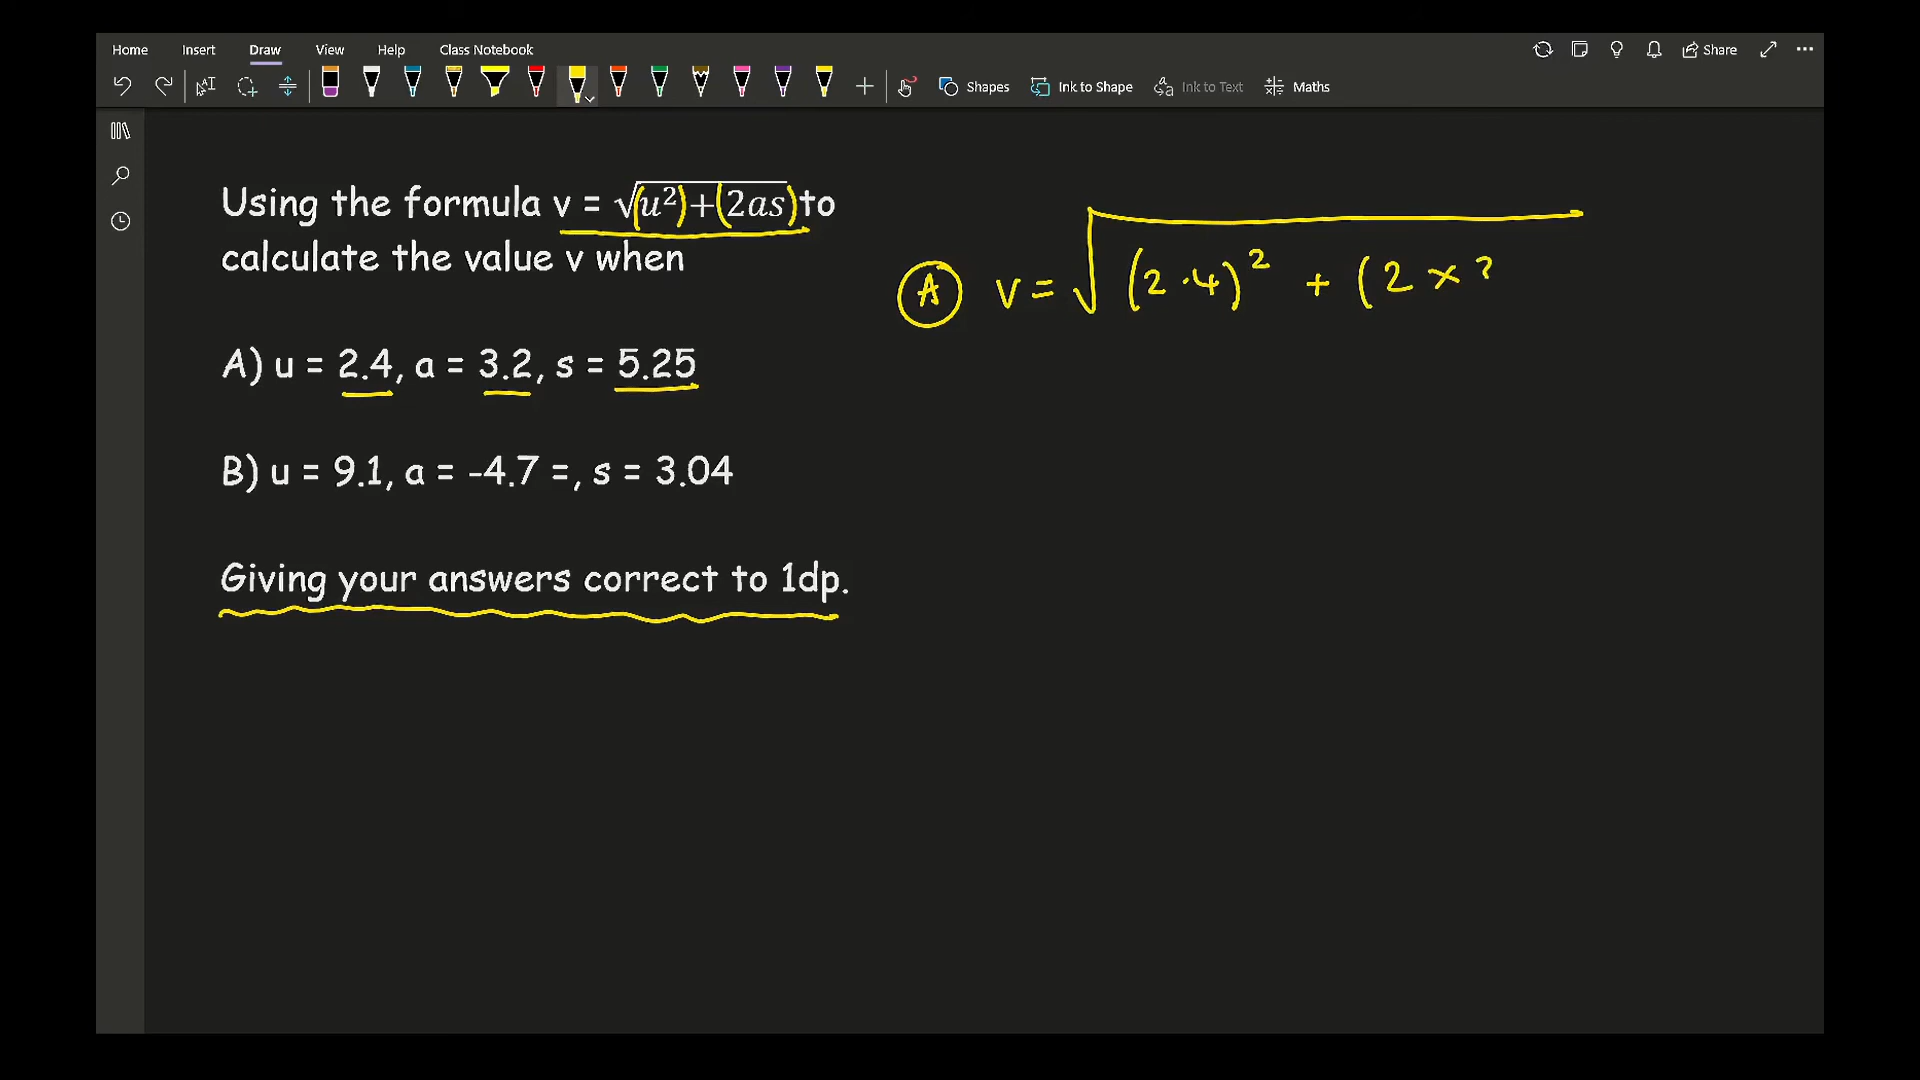 Home Insert Draw View Help Class Notebook
Share
Shapes Ink to Shape Ink to Text Maths
Using the formula v = √(u²)+(2as) to
calculate the value v when
A) u = 2.4, a = 3.2, s = 5.25
B) u = 9.1, a = -4.7 =, s = 3.04
Giving your answers correct to 1dp.
A v = √(2·4)² + (2 ×